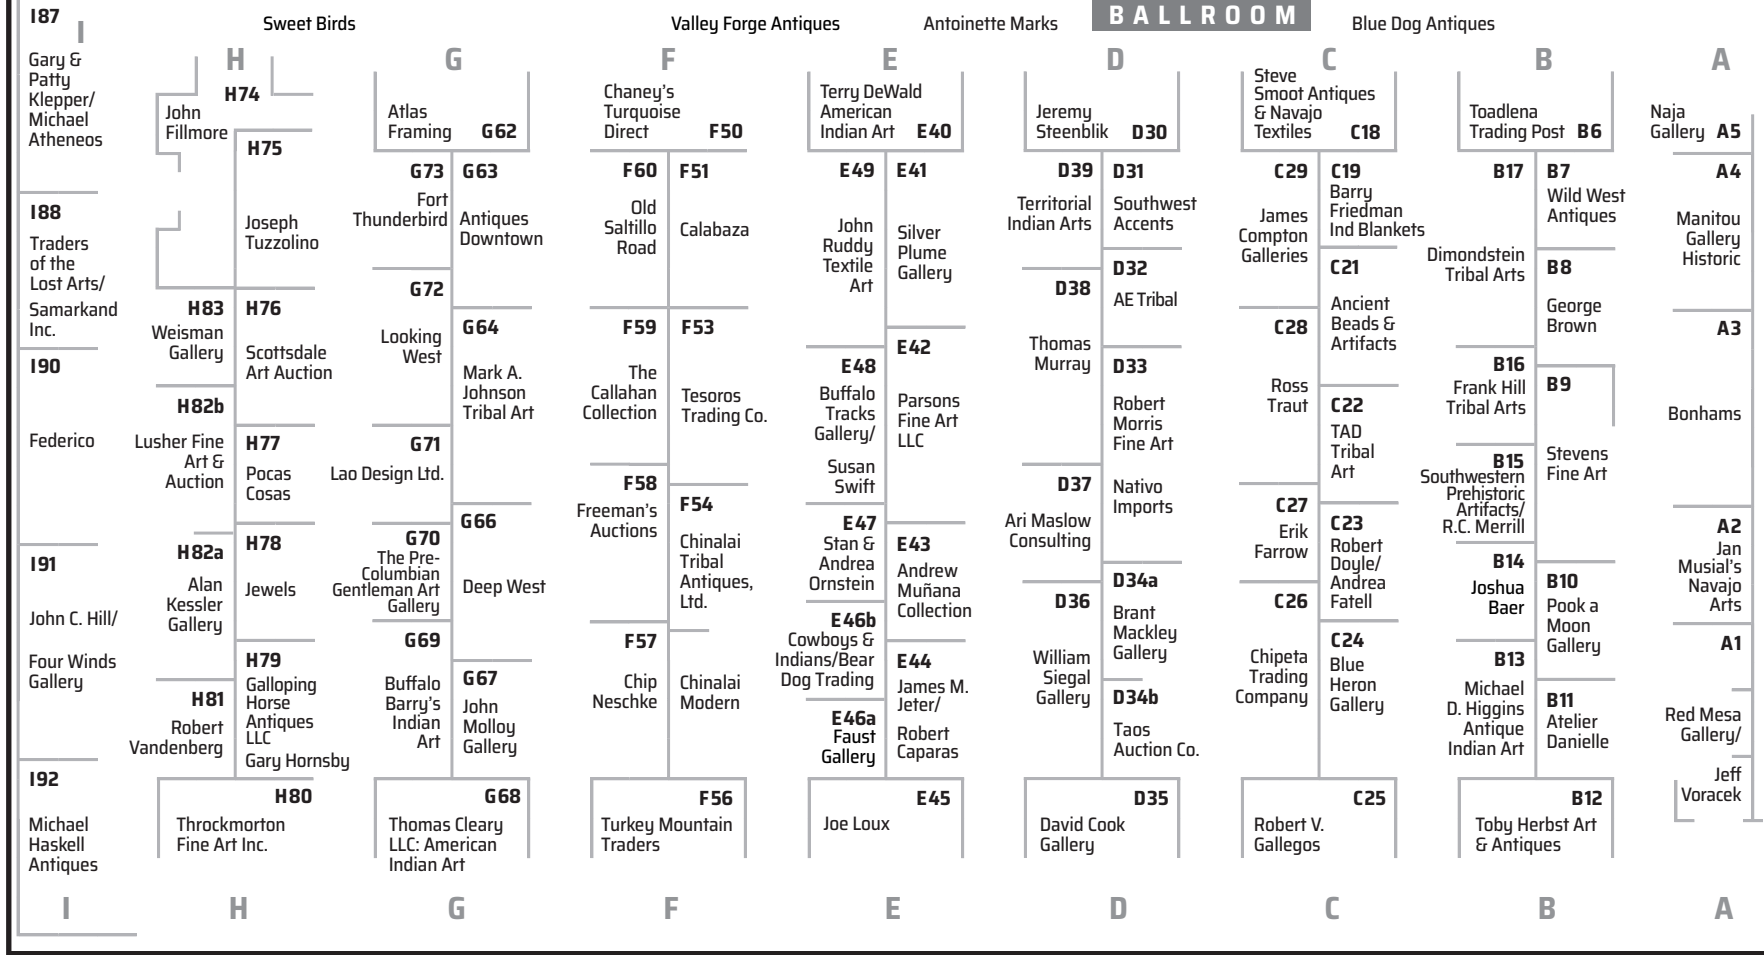 I87
I
Gary &
Patty
Klepper/
Michael
Atheneos
I88
Traders
of the
Lost Arts/
Samarkand
Inc.
I90
Federico
I91
John C. Hill/
Four Winds
Gallery
I92
Michael
Haskell
Antiques
I
Sweet Birds
H
H74
John
Fillmore
H75
Joseph
Tuzzolino
H83
Weisman
Gallery
H76
Scottsdale
Art Auction
H82b
Lusher Fine
Art &
Auction
H77
Pocas
Cosas
H82a
Alan
Kessler
Gallery
H78
Jewels
H79
Galloping
Horse
Antiques
LLC
Gary Hornsby
H81
Robert
Vandenberg
H80
Throckmorton
Fine Art Inc.
H
G
Atlas
Framing
G62
G73
Fort
Thunderbird
G63
Antiques
Downtown
G72
Looking
West
G64
Mark A.
Johnson
Tribal Art
G71
Lao Design Ltd.
G66
Deep West
G70
The Pre-
Columbian
Gentleman Art
Gallery
G69
Buffalo
Barry's
Indian
Art
G67
John
Molloy
Gallery
G68
Thomas Cleary
LLC: American
Indian Art
G
Valley Forge Antiques
F
Chaney's
Turquoise
Direct
F50
F60
Old
Saltillo
Road
F51
Calabaza
F59
The
Callahan
Collection
F53
Tesoros
Trading Co.
F58
Freeman's
Auctions
F54
Chinalai
Tribal
Antiques,
Ltd.
F57
Chip
Neschke
Chinalai
Modern
F56
Turkey Mountain
Traders
F
Antoinette Marks
E
Terry DeWald
American
Indian Art
E40
E49
John
Ruddy
Textile
Art
E41
Silver
Plume
Gallery
E48
Buffalo
Tracks
Gallery/
Susan
Swift
E42
Parsons
Fine Art
LLC
E47
Stan &
Andrea
Ornstein
E43
Andrew
Muñana
Collection
E46b
Cowboys &
Indians/Bear
Dog Trading
E44
James M.
Jeter/
Robert
Caparas
E46a
Faust
Gallery
E45
Joe Loux
E
BALLROOM
D
Jeremy
Steenblik
D30
D39
Territorial
Indian Arts
D31
Southwest
Accents
D32
AE Tribal
D38
Thomas
Murray
D33
Robert
Morris
Fine Art
Nativo
Imports
D37
Ari Maslow
Consulting
D34a
Brant
Mackley
Gallery
D36
William
Siegal
Gallery
D34b
Taos
Auction Co.
D35
David Cook
Gallery
D
Blue Dog Antiques
C
Steve
Smoot Antiques
& Navajo
Textiles
C18
C29
James
Compton
Galleries
C19
Barry
Friedman
Ind Blankets
C21
Ancient
Beads &
Artifacts
C28
Ross
Traut
C22
TAD
Tribal
Art
C27
Erik
Farrow
C23
Robert
Doyle/
Andrea
Fatell
C26
Chipeta
Trading
Company
C24
Blue
Heron
Gallery
C25
Robert V.
Gallegos
C
B
Toadlena
Trading Post
B6
B17
Dimondstein
Tribal Arts
B7
Wild West
Antiques
B8
George
Brown
B16
Frank Hill
Tribal Arts
B9
Stevens
Fine Art
B15
Southwestern
Prehistoric
Artifacts/
R.C. Merrill
B14
Joshua
Baer
B10
Pook a
Moon
Gallery
B13
Michael
D. Higgins
Antique
Indian Art
B11
Atelier
Danielle
B12
Toby Herbst Art
& Antiques
B
A
Naja
Gallery
A5
A4
Manitou
Gallery
Historic
A3
Bonhams
A2
Jan
Musial's
Navajo
Arts
A1
Red Mesa
Gallery/
Jeff
Voracek
A